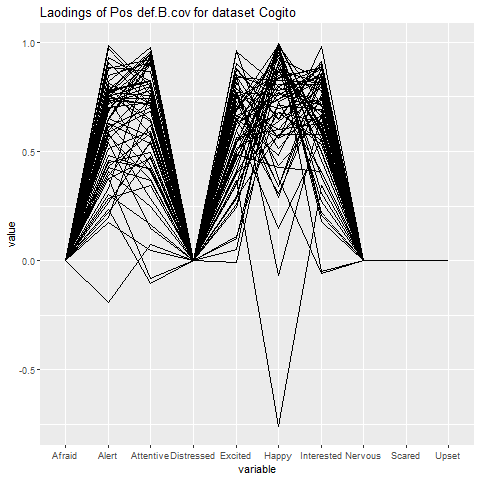 Laodings of Pos def.B.cov for dataset Cogito
1.0
0.5
0.0
-0.5
value
Afraid Alert Attentive Distressed Excited Happy Interested Nervous Scared Upset
variable